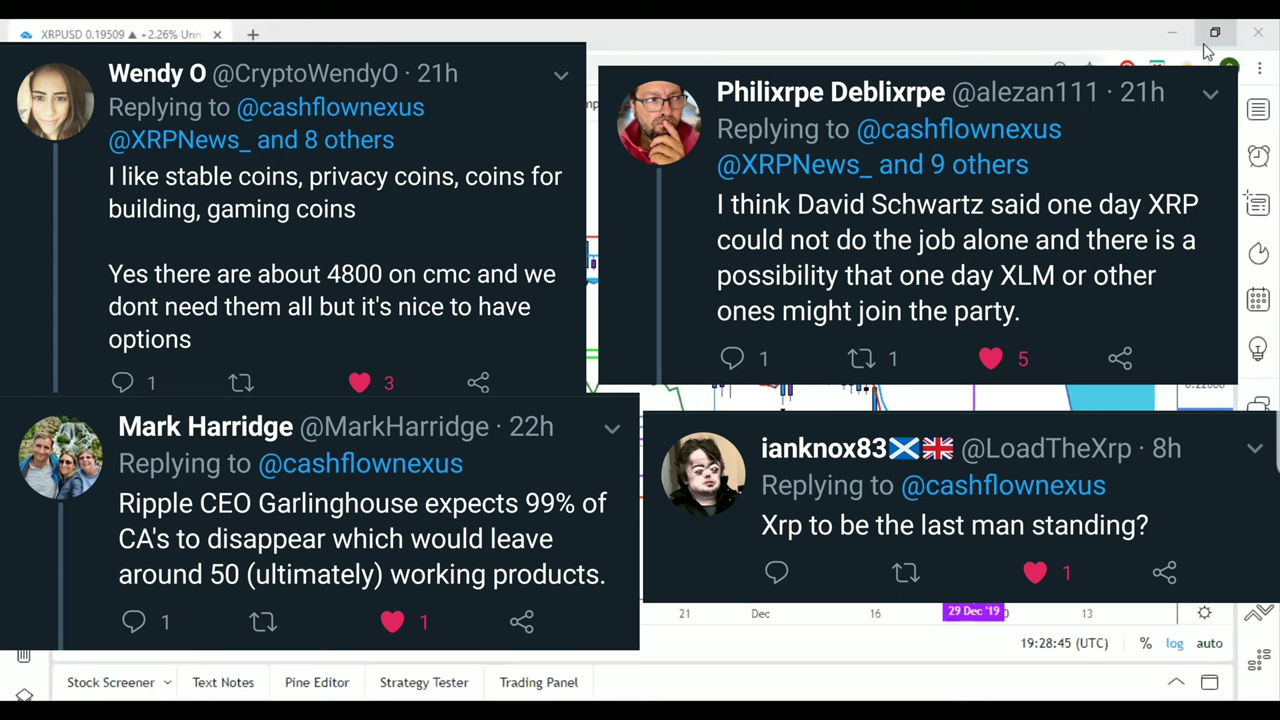 XRPUSD 0.19509 ▲ +2.26% Unn
Wendy O @CryptoWendyO · 21h
Replying to @cashflownexus
@XRPNews_ and 8 others
I like stable coins, privacy coins, coins for
building, gaming coins
Yes there are about 4800 on cmc and we
dont need them all but it's nice to have
options
1
3
Philixrpe Deblixrpe @alezan111 · 21h
Replying to @cashflownexus
@XRPNews_ and 9 others
I think David Schwartz said one day XRP
could not do the job alone and there is a
possibility that one day XLM or other
ones might join the party.
1
1
5
Mark Harridge @MarkHarridge · 22h
Replying to @cashflownexus
Ripple CEO Garlinghouse expects 99% of
CA's to disappear which would leave
around 50 (ultimately) working products.
1
1
ianknox83 @LoadTheXrp · 8h
Replying to @cashflownexus
Xrp to be the last man standing?
1
21 Dec 16 29 Dec '19 13
19:28:45 (UTC) % log auto
Stock Screener Text Notes Pine Editor Strategy Tester Trading Panel